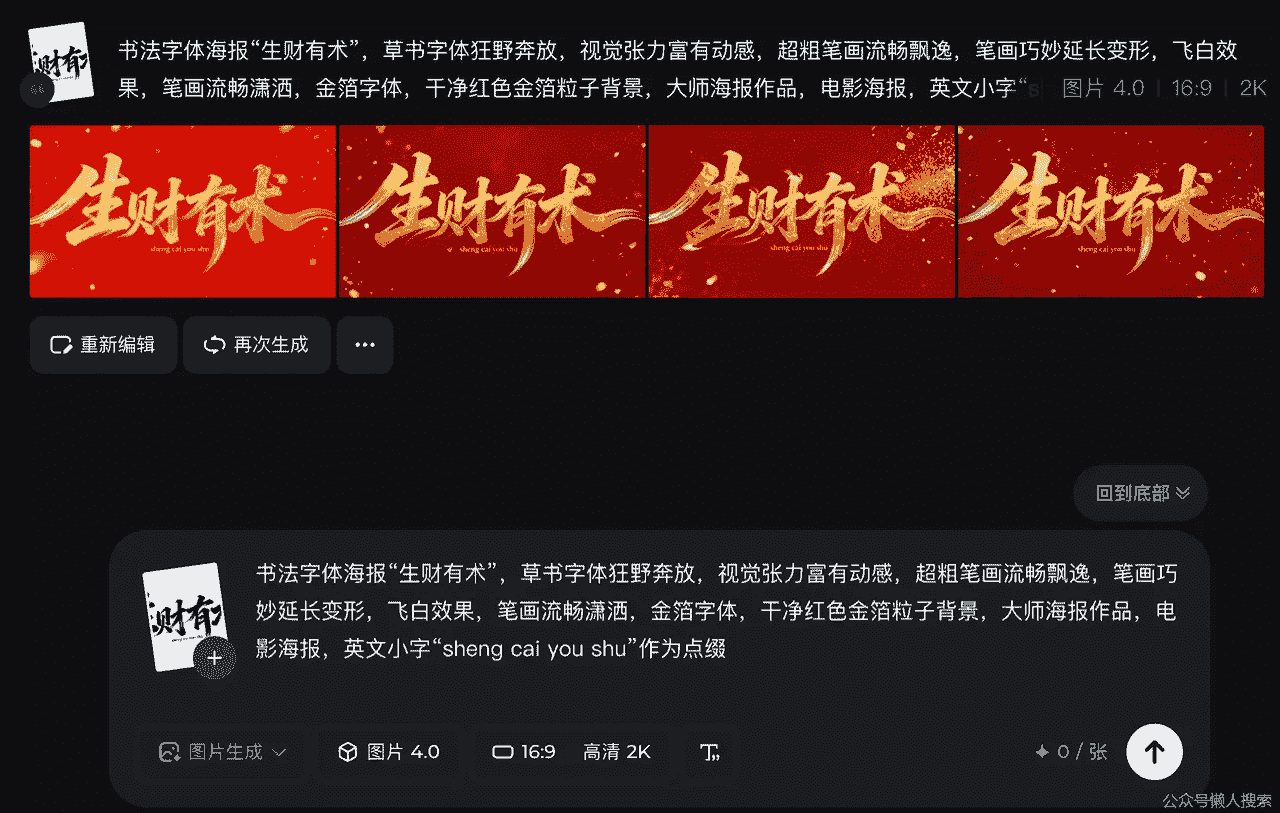 书法字体海报“生财有术”，草书字体狂野奔放，视觉张力富有动感，超粗笔画流畅飘逸，笔画巧妙延长变形，飞白效
果，笔画流畅潇洒，金箔字体，干净红色金箔粒子背景，大师海报作品，电影海报，英文小字“s 图片 4.0 | 16:9 | 2K
财有
生财有术 生财有术 生财有术 生财有术
sheng cai you shu sheng cai you shu sheng cai you shu sheng cai you shu
重新编辑 再次生成 ···
回到底部
书法字体海报“生财有术”，草书字体狂野奔放，视觉张力富有动感，超粗笔画流畅飘逸，笔画巧
妙延长变形，飞白效果，笔画流畅潇洒，金箔字体，干净红色金箔粒子背景，大师海报作品，电
影海报，英文小字“sheng cai you shu”作为点缀
财有
图片生成 图片 4.0 16:9 高清 2K 0 / 张
公众号懒人搜索